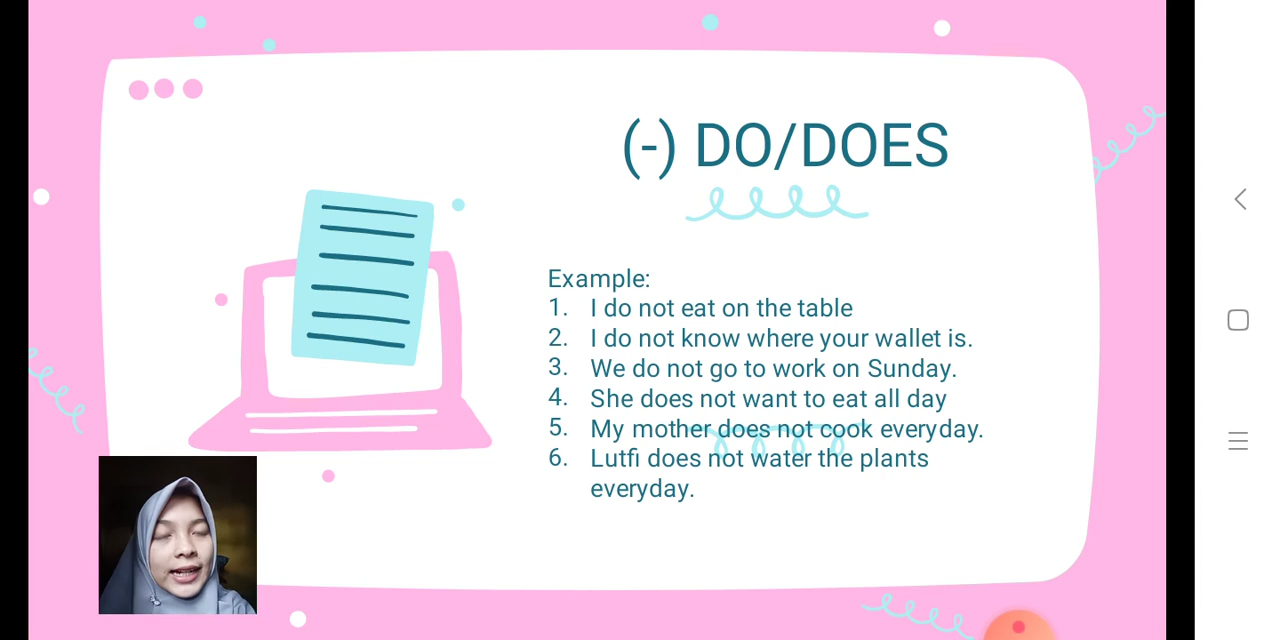 (-) DO/DOES
Example:
1. I do not eat on the table
2. I do not know where your wallet is.
3. We do not go to work on Sunday.
4. She does not want to eat all day
5. My mother does not cook everyday.
6. Lutfi does not water the plants
everyday.